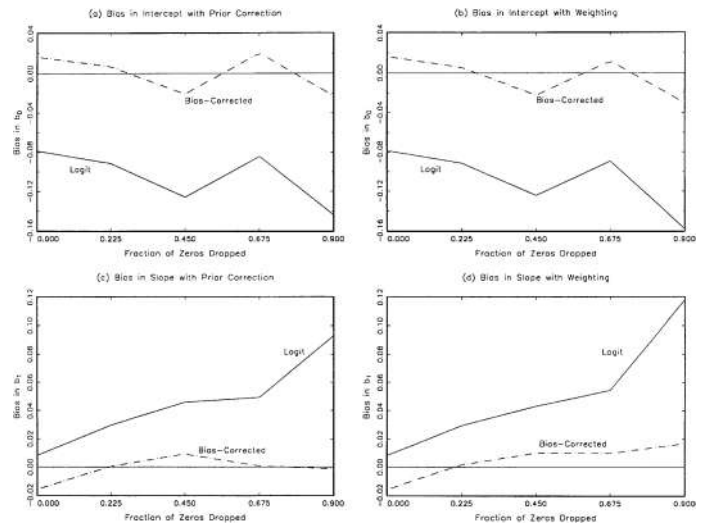 (a) Bias in Intercept with Prior Correction
Bias in b₀
0.04
0.00
-0.04
-0.08
-0.12
-0.16
Bias-Corrected
Logit
0.000 0.225 0.450 0.675 0.900
Fraction of Zeros Dropped
(b) Bias in Intercept with Weighting
Bias in b₀
0.04
0.00
-0.04
-0.08
-0.12
-0.16
Bias-Corrected
Logit
0.000 0.225 0.450 0.675 0.900
Fraction of Zeros Dropped
(c) Bias in Slope with Prior Correction
Bias in b₁
0.12
0.10
0.08
0.06
0.04
0.02
0.00
-0.02
Logit
Bias-Corrected
0.000 0.225 0.450 0.675 0.900
Fraction of Zeros Dropped
(d) Bias in Slope with Weighting
Bias in b₁
0.12
0.10
0.08
0.06
0.04
0.02
0.00
-0.02
Logit
Bias-Corrected
0.000 0.225 0.450 0.675 0.900
Fraction of Zeros Dropped